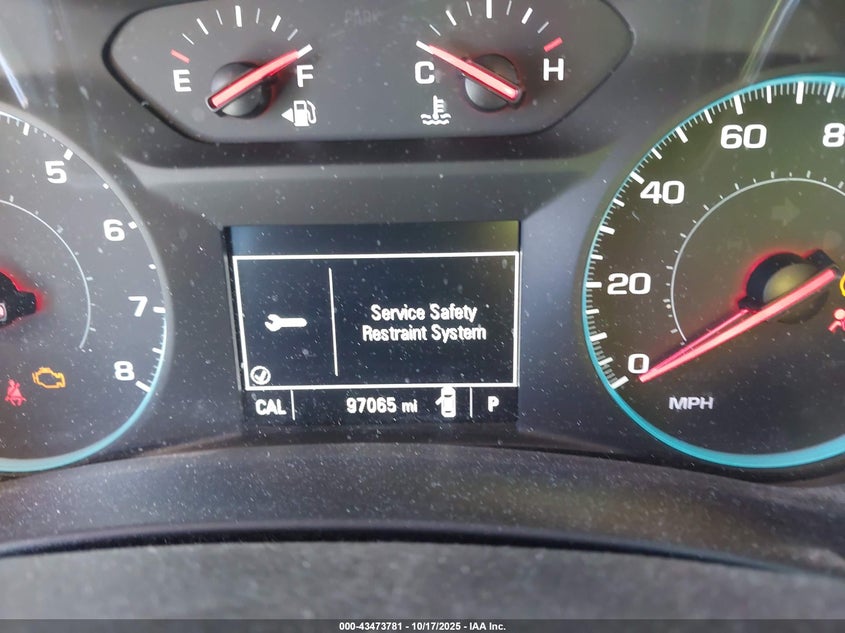 E
F
C
H
5
6
7
8
0
20
40
60
8
MPH
Service Safety
Restraint System
CAL
97065 mi
P
000-43473781 - 10/17/2025 - IAA Inc.